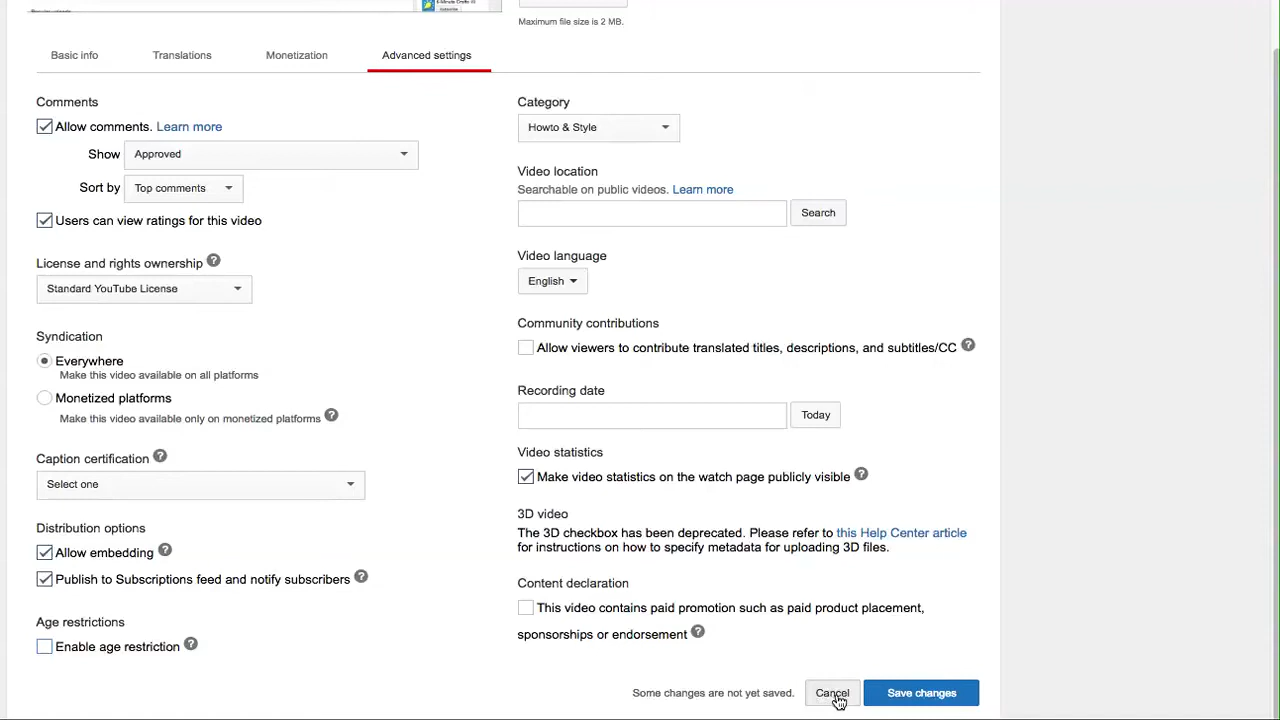 Maximum file size is 2 MB.
Basic info
Translations
Monetization
Advanced settings
Comments
Allow comments. Learn more
Show
Approved
Sort by
Top comments
Users can view ratings for this video
License and rights ownership ?
Standard YouTube License
Syndication
Everywhere
Make this video available on all platforms
Monetized platforms
Make this video available only on monetized platforms ?
Caption certification ?
Select one
Distribution options
Allow embedding ?
Publish to Subscriptions feed and notify subscribers ?
Age restrictions
Enable age restriction ?
Category
Howto & Style
Video location
Searchable on public videos. Learn more
Search
Video language
English
Community contributions
Allow viewers to contribute translated titles, descriptions, and subtitles/CC ?
Recording date
Today
Video statistics
Make video statistics on the watch page publicly visible ?
3D video
The 3D checkbox has been deprecated. Please refer to this Help Center article
for instructions on how to specify metadata for uploading 3D files.
Content declaration
This video contains paid promotion such as paid product placement,
sponsorships or endorsement ?
Some changes are not yet saved.
Cancel
Save changes